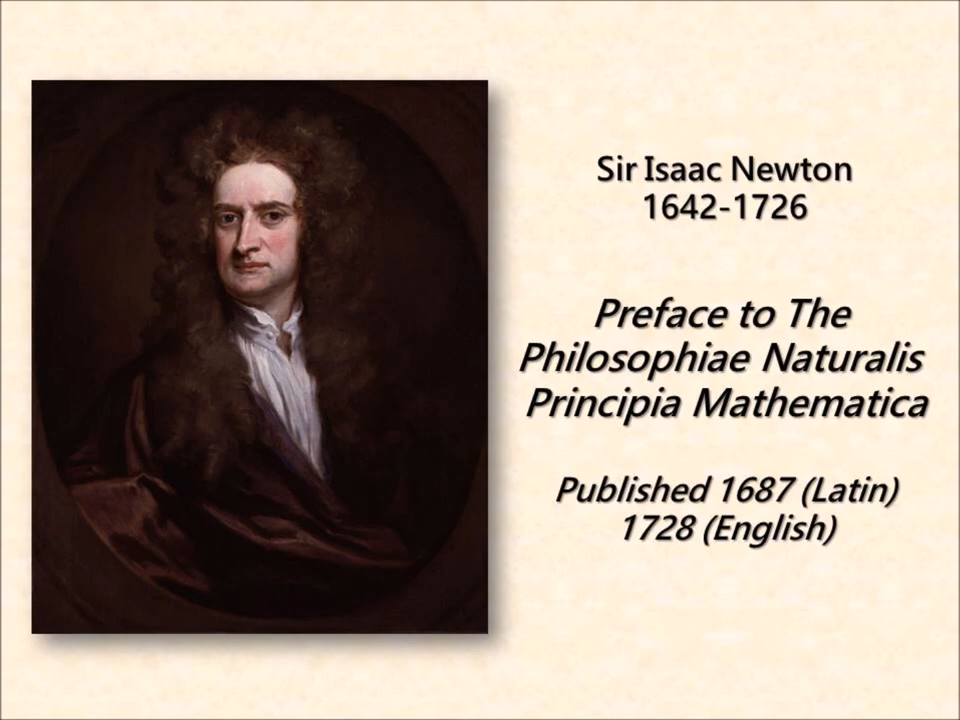 Sir Isaac Newton
1642-1726
Preface to The
Philosophiae Naturalis
Principia Mathematica
Published 1687 (Latin)
1728 (English)